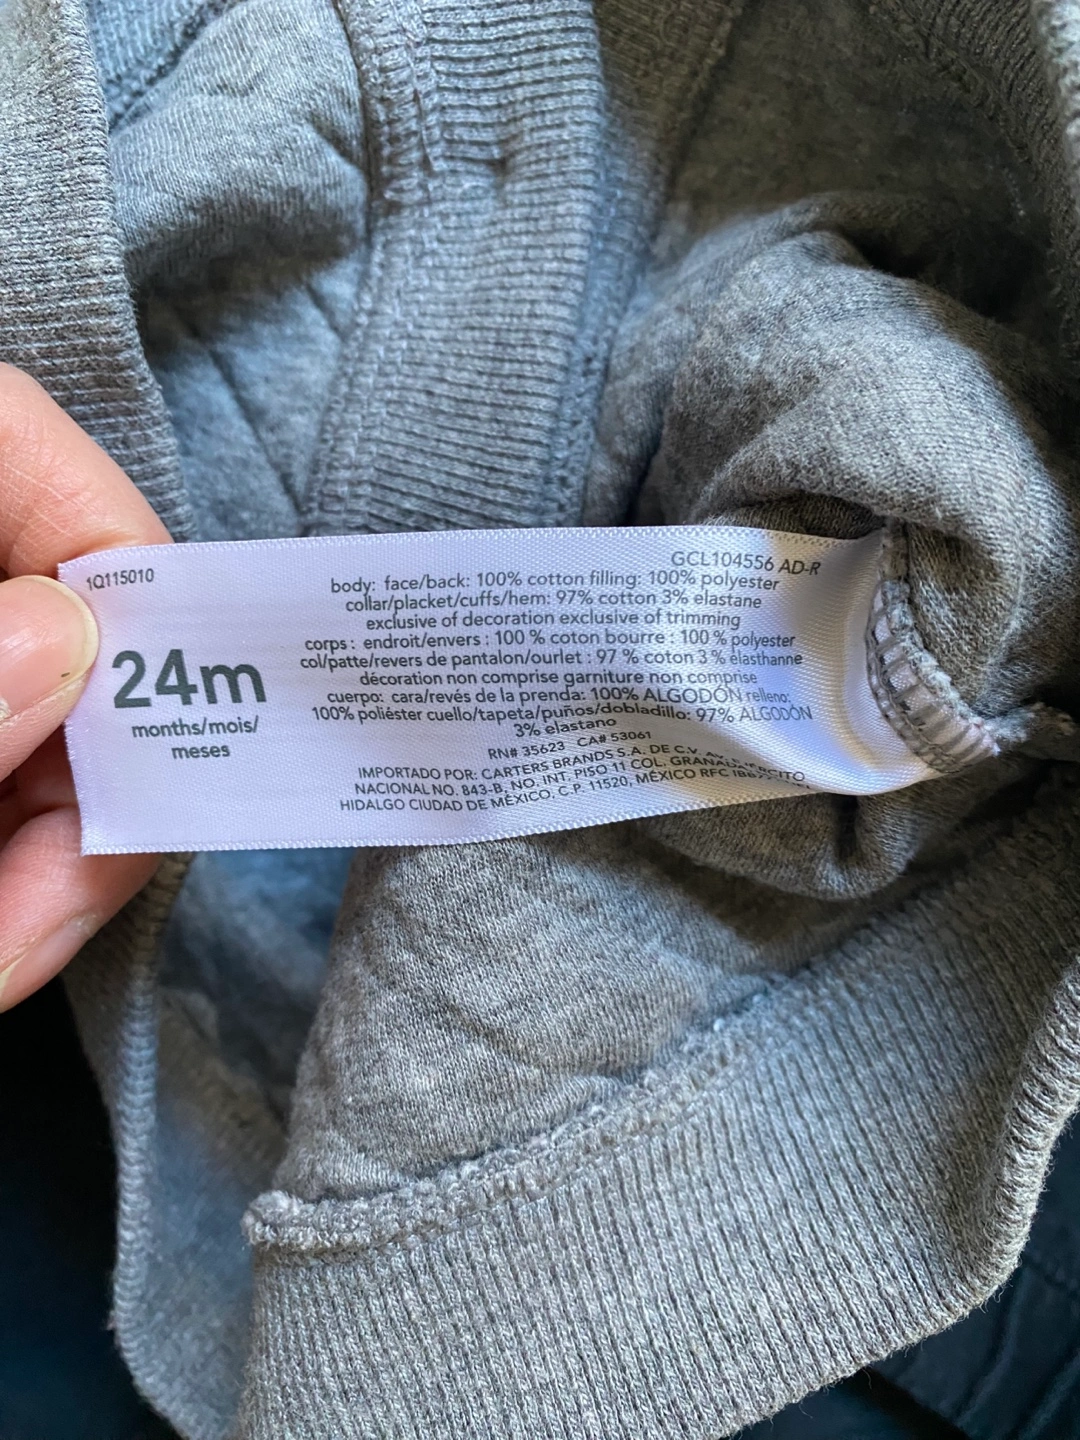 1Q115010
GCL104556 AD-R
body: face/back: 100% cotton filling: 100% polyester
collar/placket/cuffs/hem: 97% cotton 3% elastane
exclusive of decoration exclusive of trimming
corps : endroit/envers : 100 % coton bourre : 100 % polyester
col/patte/revers de pantalon/ourlet : 97 % coton 3 % élasthanne
décoration non comprise garniture non comprise
cuerpo: cara/revés de la prenda: 100% ALGODÓN relleno:
100% poliéster cuello/tapeta/puños/dobladillo: 97% ALGODÓN
3% elastano
24m
months/mois/
meses
RN# 35623 CA# 53061
IMPORTADO POR: CARTERS BRANDS S.A. DE C.V.
NACIONAL NO. 843-B, NO. INT. PISO 11 COL.
HIDALGO CIUDAD DE MÉXICO, C.P. 11520, MÉXICO RFC